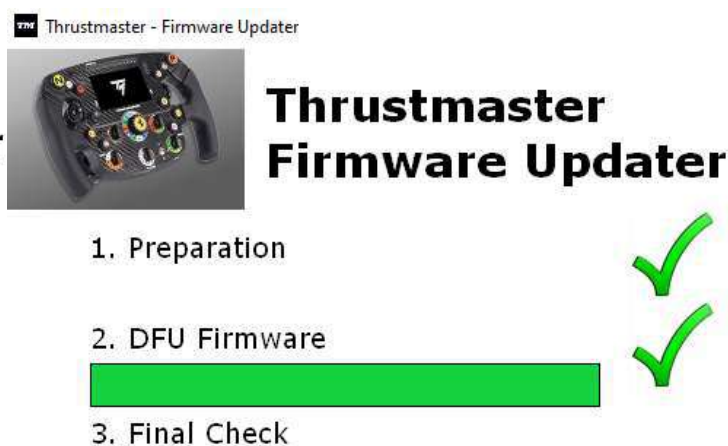 Thrustmaster - Firmware Updater
Thrustmaster
Firmware Updater
1. Preparation
2. DFU Firmware
3. Final Check